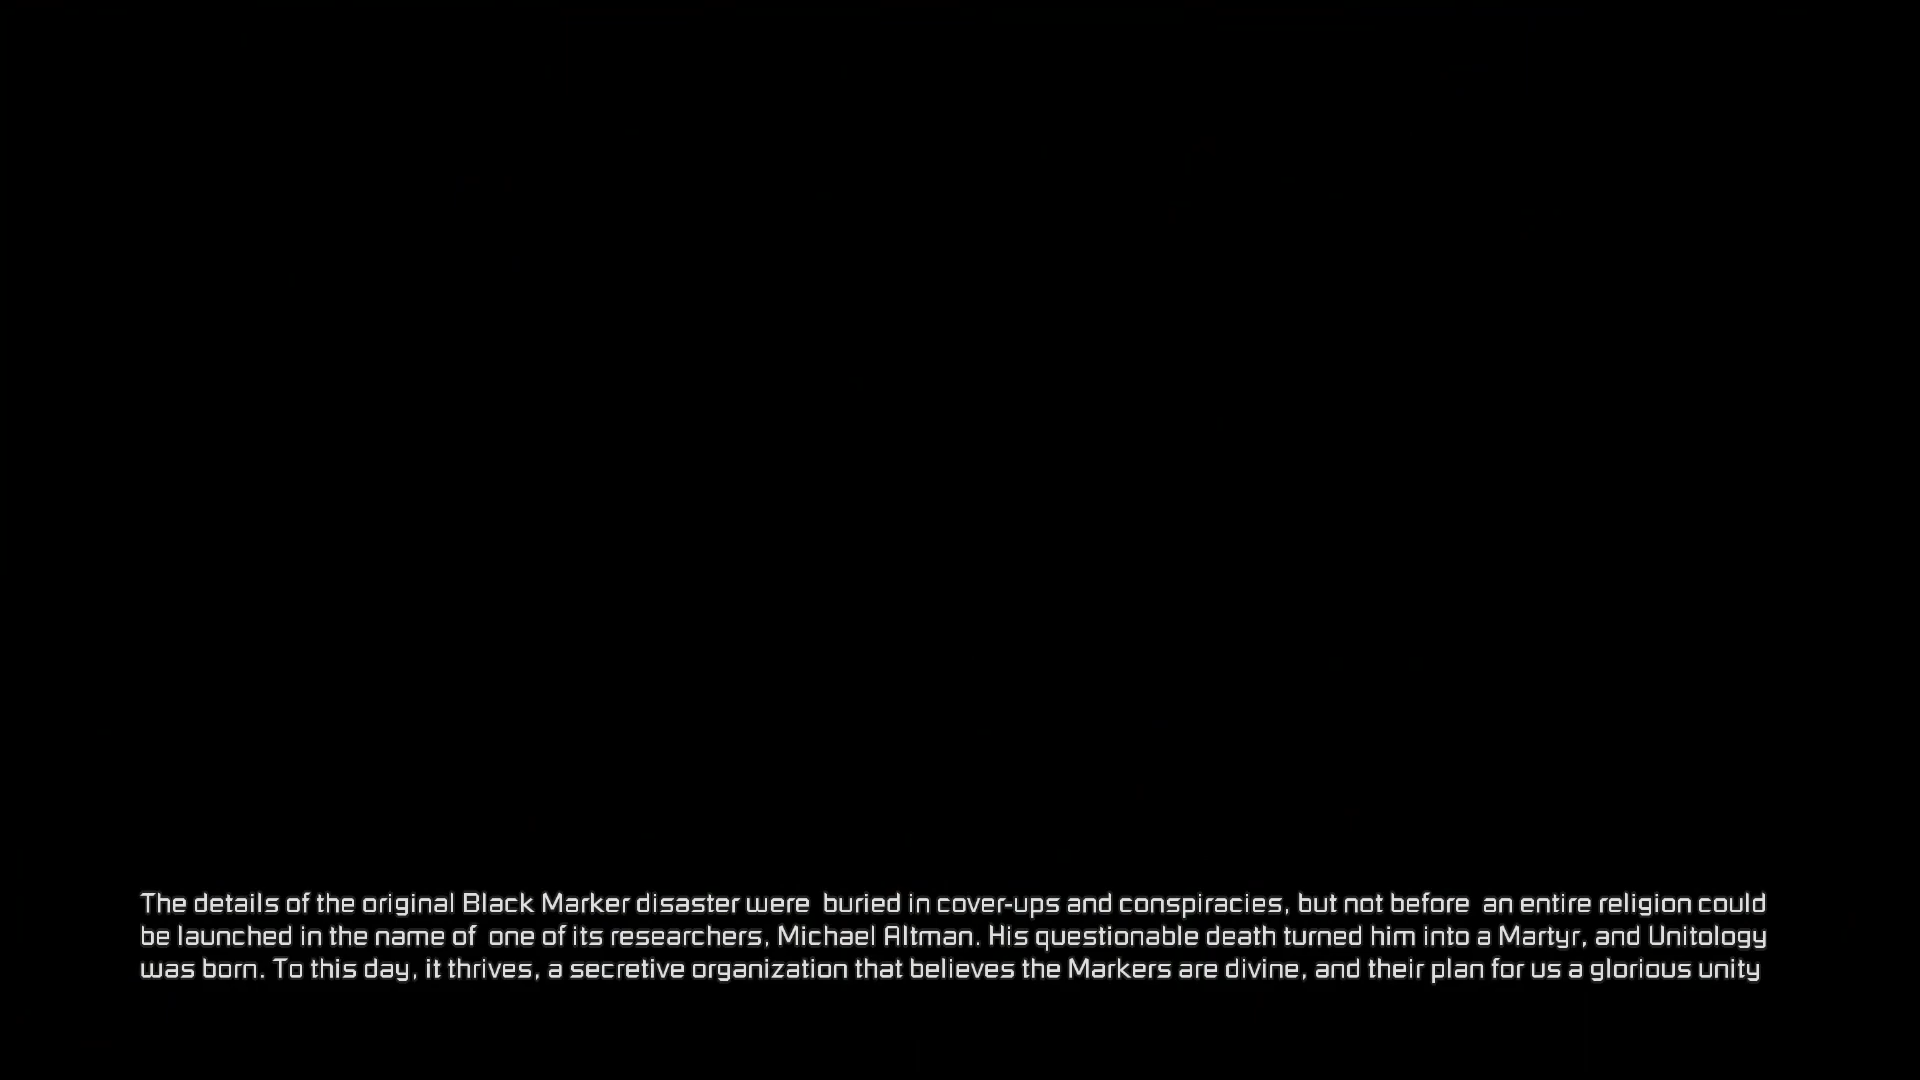 The details of the original Black Marker disaster were  buried in cover-ups and conspiracies, but not before  an entire religion could
be launched in the name of  one of its researchers, Michael Altman. His questionable death turned him into a Martyr, and Unitology
was born. To this day, it thrives, a secretive organization that believes the Markers are divine, and their plan for us a glorious unity